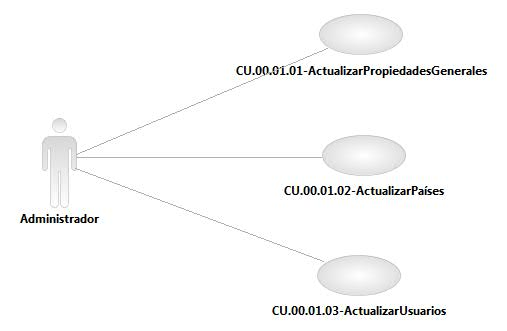 CU.00.01.01-ActualizarPropiedadesGenerales
CU.00.01.02-ActualizarPaíses
Administrador
CU.00.01.03-ActualizarUsuarios